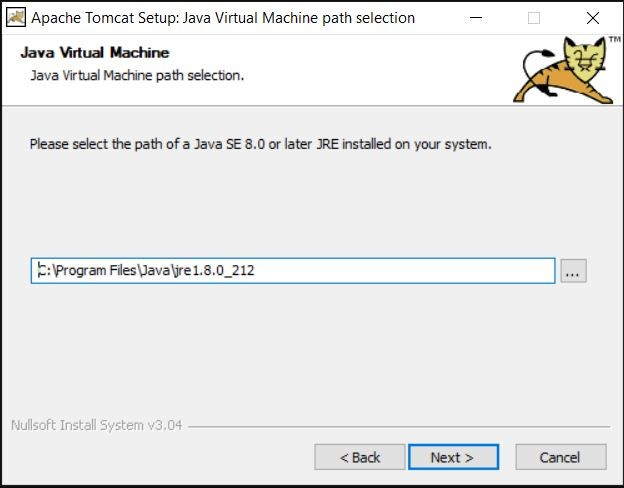 Apache Tomcat Setup: Java Virtual Machine path selection
TM
Java Virtual Machine
Java Virtual Machine path selection.
Please select the path of a Java SE 8.0 or later JRE installed on your system.
C:\Program Files\Java\jre1.8.0_212
...
Nullsoft Install System v3.04
< Back
Next >
Cancel